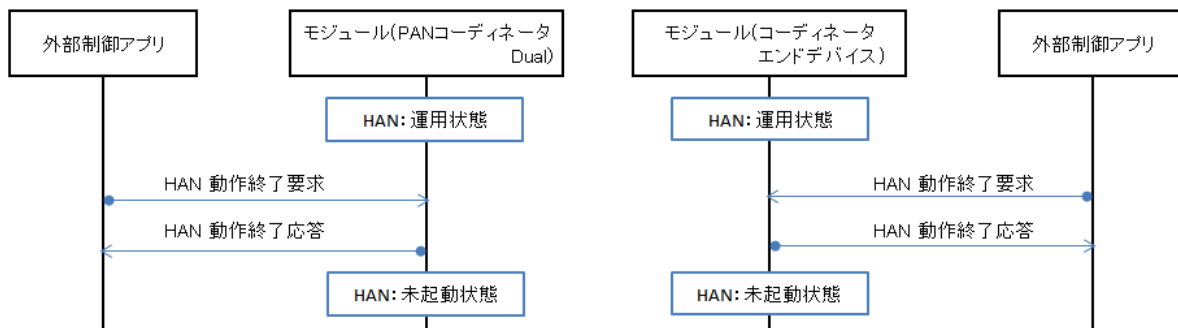 外部制御アプリ
モジュール(PANコーディネータ
Dual)
モジュール(コーディネータ
エンドデバイス)
外部制御アプリ
HAN: 運用状態
HAN: 運用状態
HAN 動作終了要求
HAN 動作終了要求
HAN 動作終了応答
HAN 動作終了応答
HAN: 未起動状態
HAN: 未起動状態